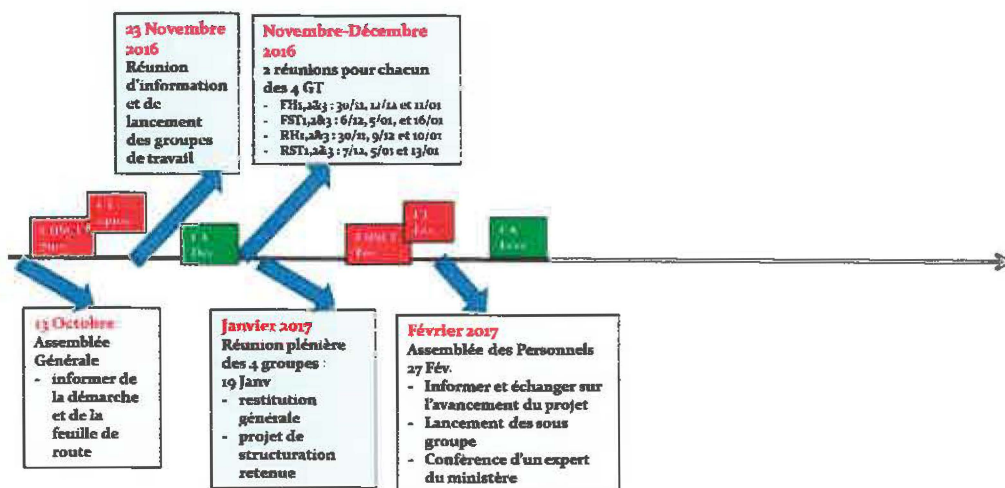 23 Novembre
2016
Réunion
d'information
et de
lancement
des groupes
de travail
Novembre-Décembre
2016
2 réunions pour chacun
des 4 GT
- FH1,2&3 : 30/11, 12/12 et 11/01
- FST1,2&3 : 6/12, 5/01, et 16/01
- RH1,2&3 : 30/11, 9/12 et 10/01
- RST1,2&3 : 7/12, 5/01 et 13/01
13 Octobre
Assemblée
Générale
- informer de
la démarche
et de la
feuille de
route
Janvier 2017
Réunion plénière
des 4 groupes :
19 Janv
- restitution
générale
- projet de
structuration
retenue
Février 2017
Assemblée des Personnels
27 Fév.
- Informer et échanger sur
l'avancement du projet
- Lancement des sous
groupe
- Conférence d'un expert
du ministère